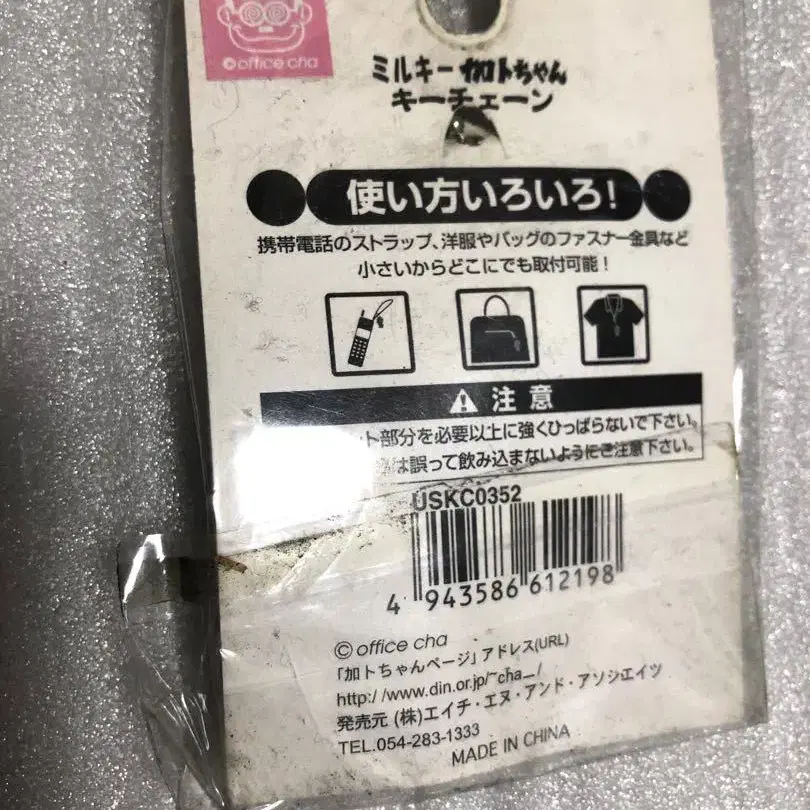 © office cha
ミルキー加トちゃん
キーチェーン
使い方いろいろ!
携帯電話のストラップ、洋服やバッグのファスナー金具など
小さいからどこにでも取付可能!
注意
ト部分を必要以上に強くひっぱらないで下さい。
は誤って飲み込まないようにご注意下さい。
USKC0352
4 943586 612198
© office cha
「加トちゃんページ」アドレス(URL)
http://www.din.or.jp/~cha_/
発売元 (株)エイチ・エヌ・アンド・アソシエイツ
TEL.054-283-1333
MADE IN CHINA